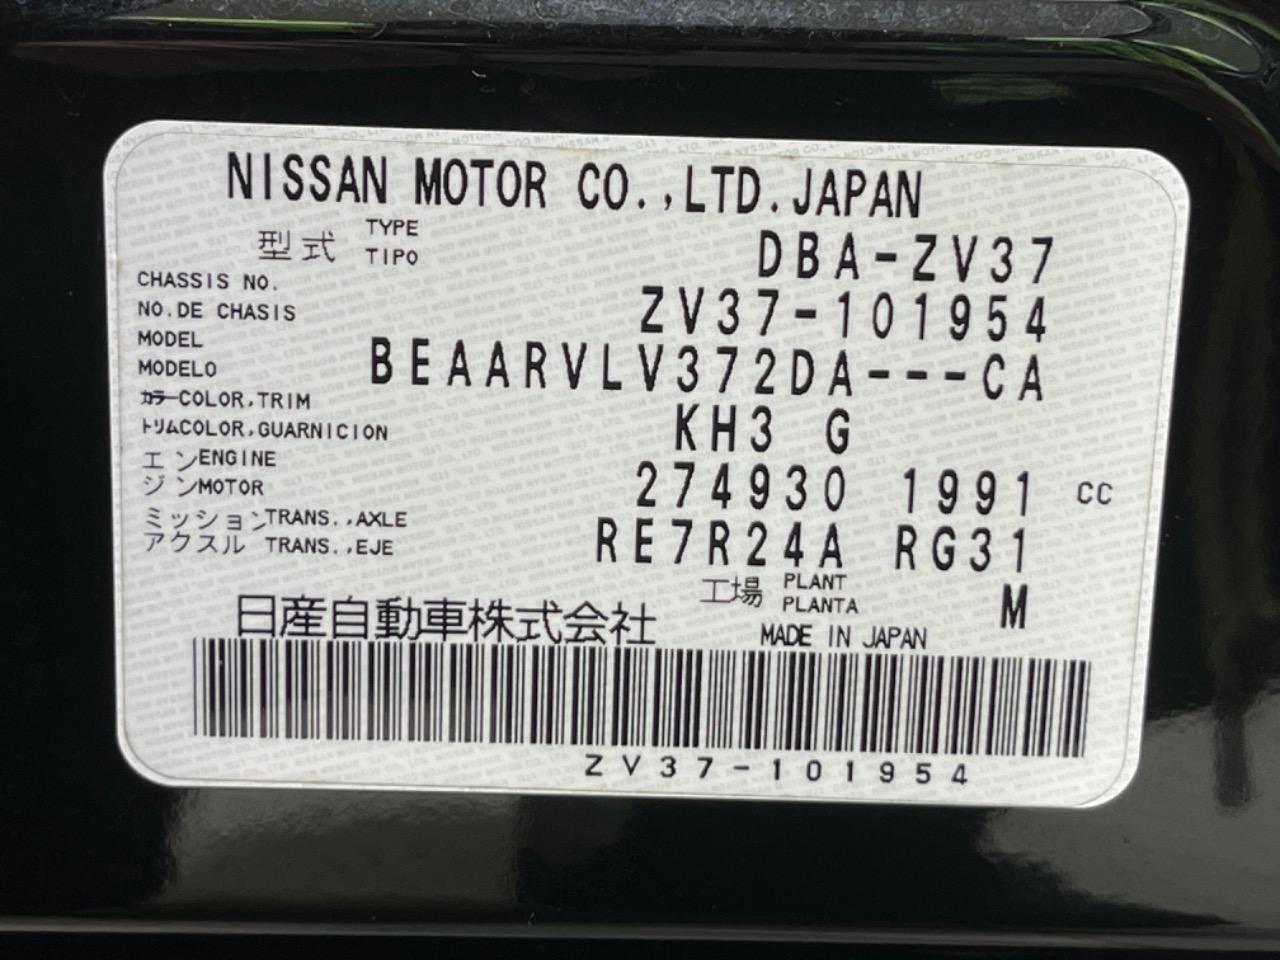 NISSAN MOTOR CO.,LTD.JAPAN
型式 TYPE TIPO DBA-ZV37
CHASSIS NO.
NO.DE CHASIS ZV37-101954
MODEL
MODELO BEAARVLV372DA---CA
カラーCOLOR,TRIM
トリムCOLOR,GUARNICION KH3 G
エンENGINE
ジンMOTOR 274930 1991 CC
ミッションTRANS.,AXLE
アクスル TRANS.,EJE RE7R24A RG31
工場 PLANT PLANTA M
日産自動車株式会社 MADE IN JAPAN
ZV37-101954